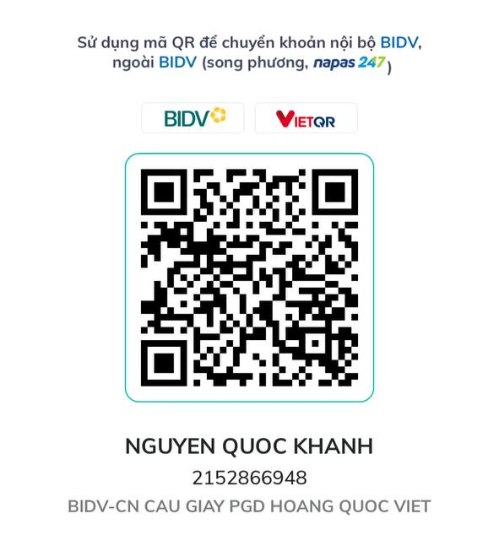 Sử dụng mã QR để chuyển khoản nội bộ BIDV,
ngoài BIDV (song phương, napas 247)
BIDV VIETQR
NGUYEN QUOC KHANH
2152866948
BIDV-CN CAU GIAY PGD HOANG QUOC VIET